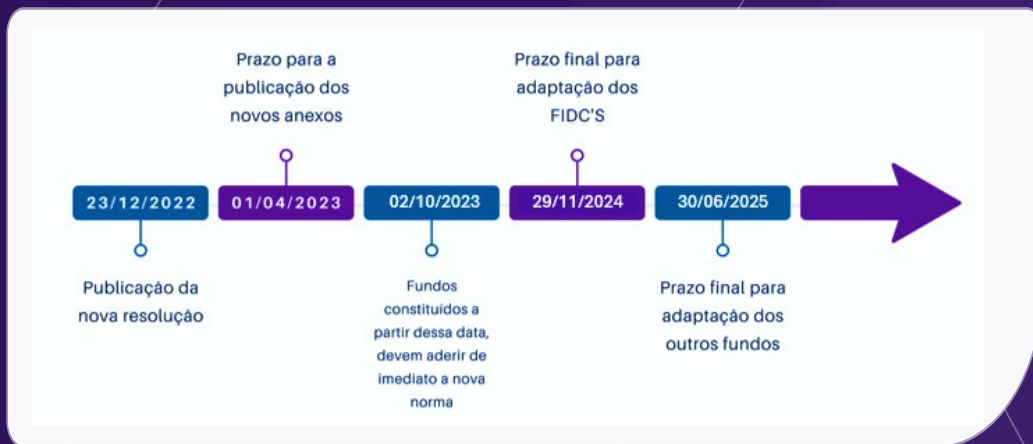 Prazo para a
publicação dos
novos anexos
Prazo final para
adaptação dos
FIDC'S
23/12/2022
01/04/2023
02/10/2023
29/11/2024
30/06/2025
Publicação da
nova resolução
Fundos
constituídos a
partir dessa data,
devem aderir de
imediato a nova
norma
Prazo final para
adaptação dos
outros fundos